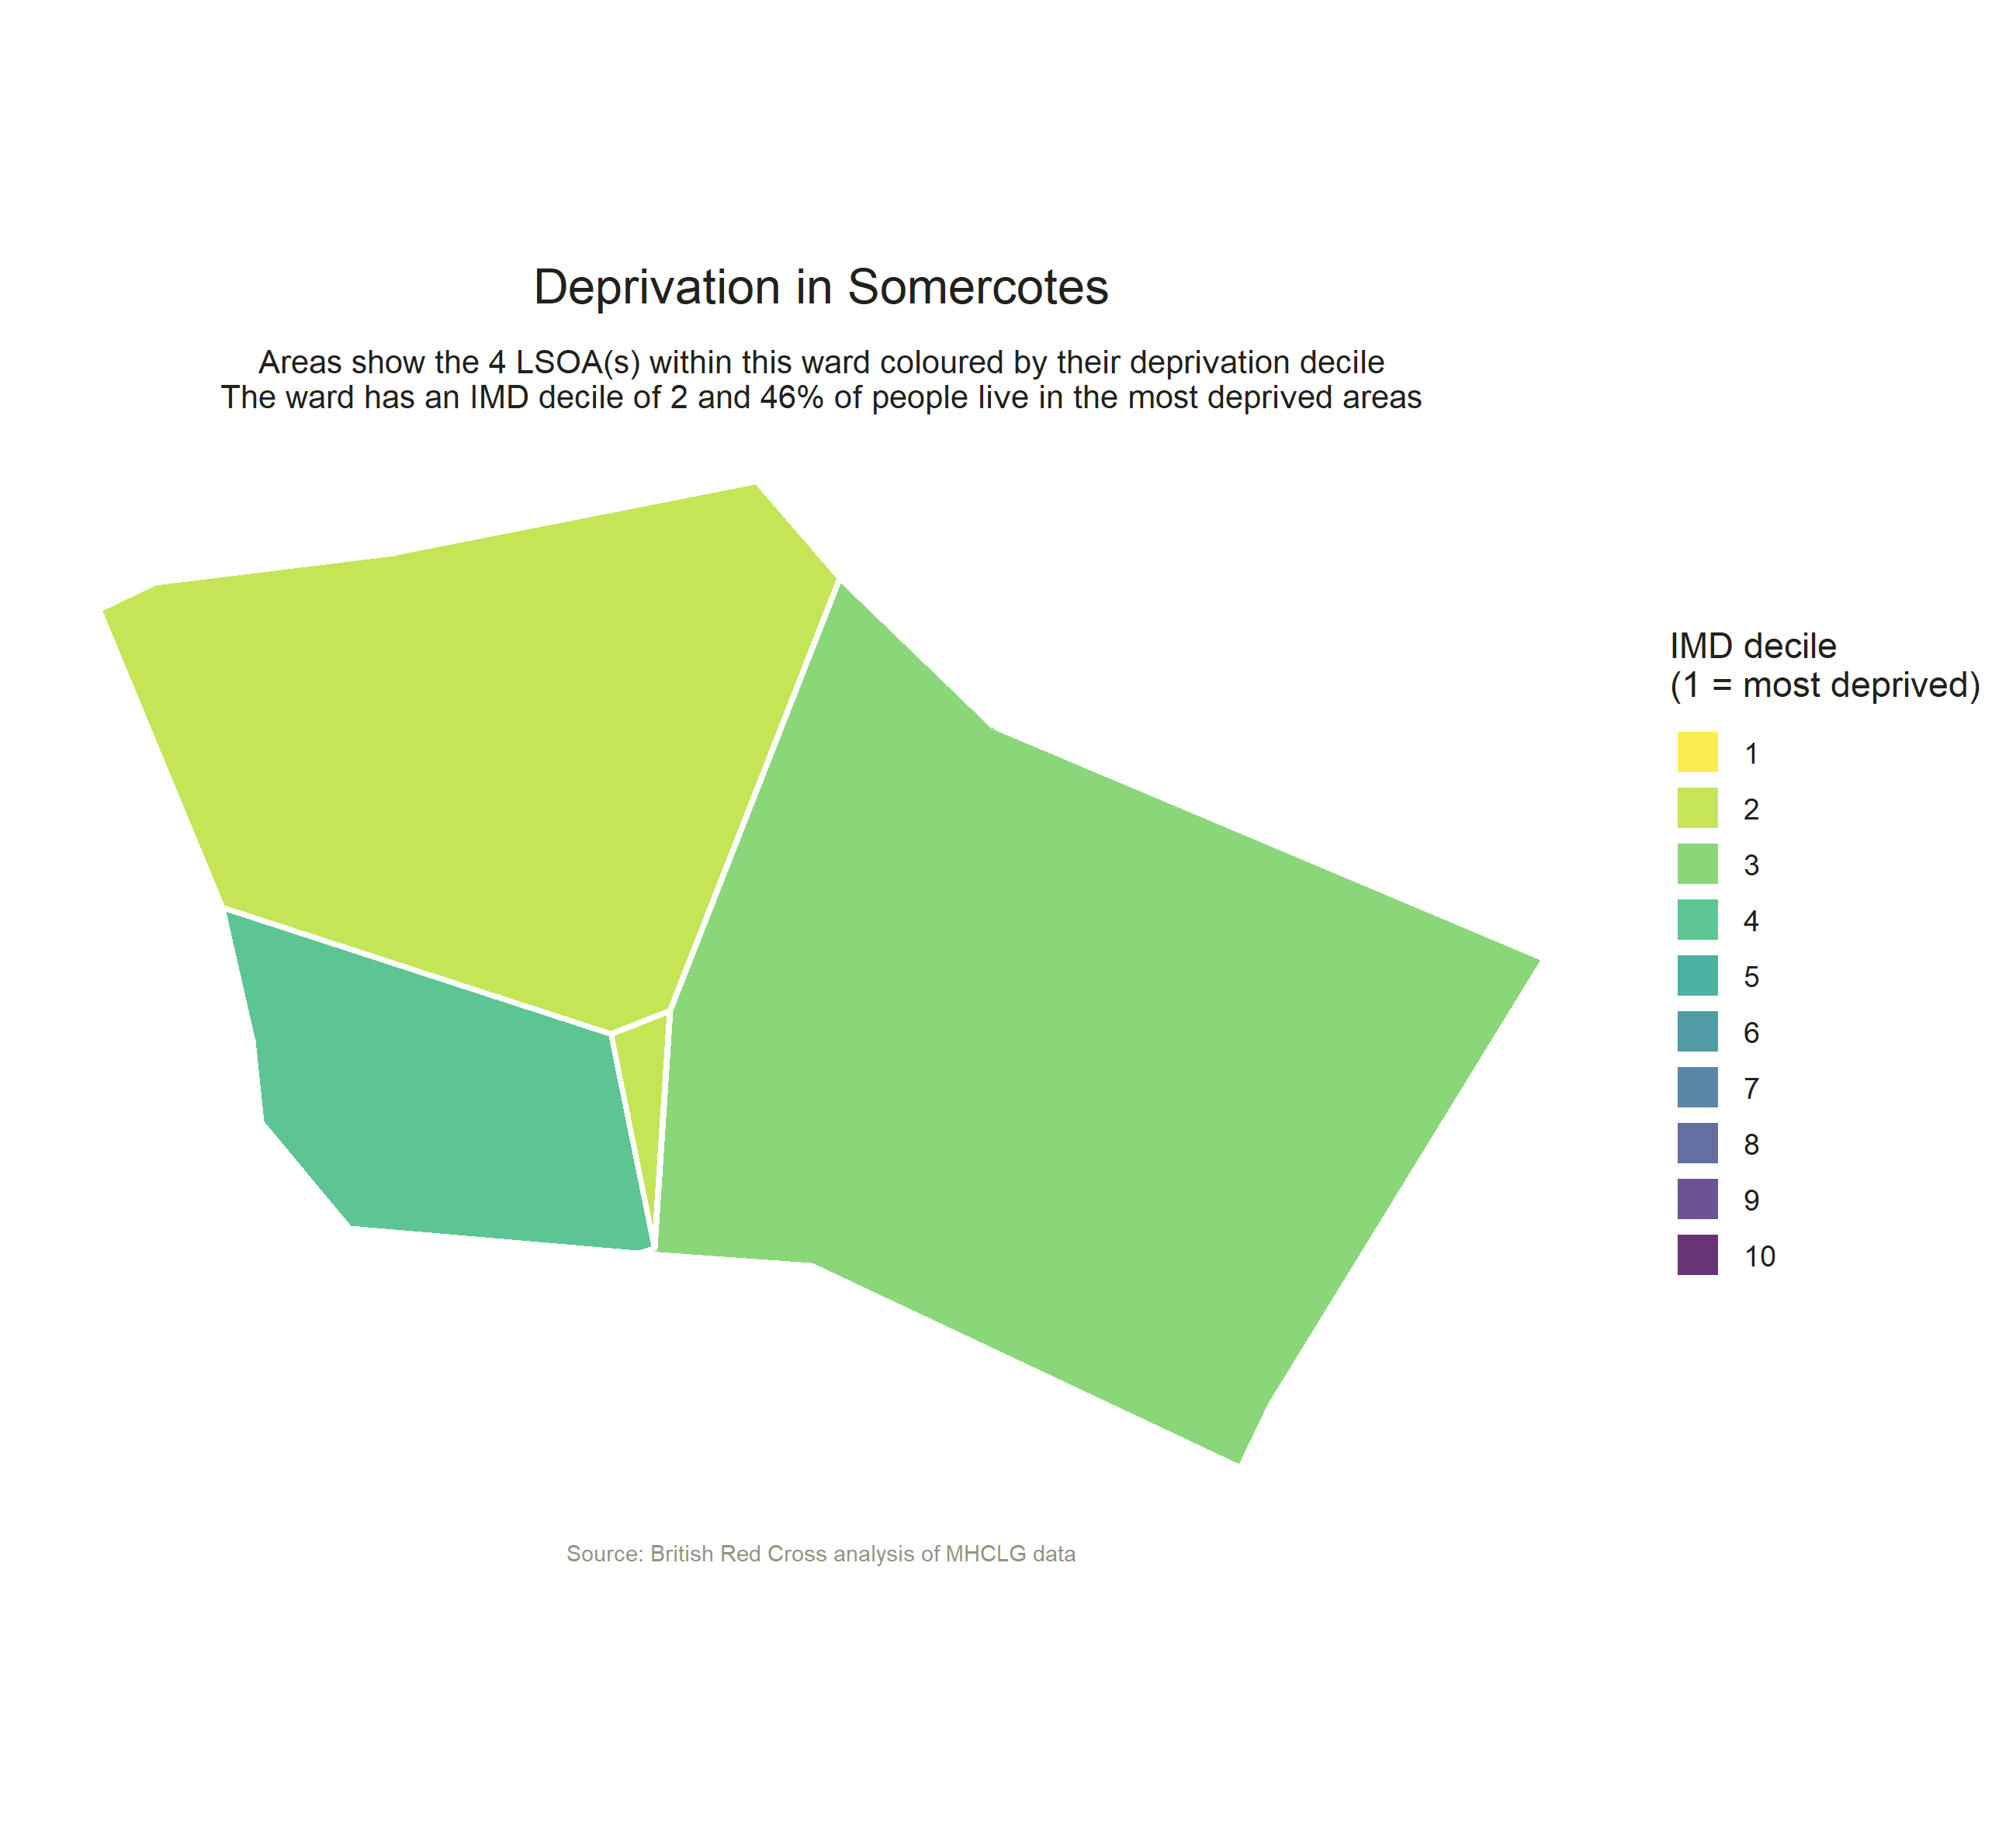 Deprivation in Somercotes
Areas show the 4 LSOA(s) within this ward coloured by their deprivation decile
The ward has an IMD decile of 2 and 46% of people live in the most deprived areas
IMD decile
(1 = most deprived)
1
2
3
4
5
6
7
8
9
10
Source: British Red Cross analysis of MHCLG data